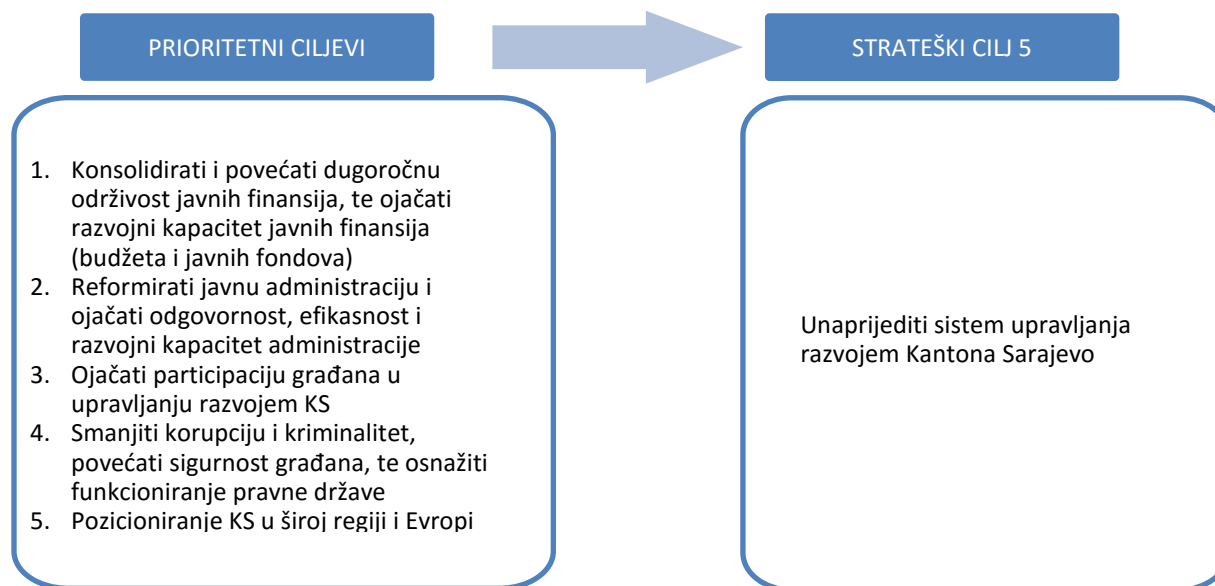 PRIORITETNI CILJEVI
STRATEŠKI CILJ 5
1. Konsolidirati i povećati dugoročnu
održivost javnih finansija, te ojačati
razvojni kapacitet javnih finansija
(budžeta i javnih fondova)
2. Reformirati javnu administraciju i
ojačati odgovornost, efikasnost i
razvojni kapacitet administracije
3. Ojačati participaciju građana u
upravljanju razvojem KS
4. Smanjiti korupciju i kriminalitet,
povećati sigurnost građana, te osnažiti
funkcioniranje pravne države
5. Pozicioniranje KS u široj regiji i Evropi
Unaprijediti sistem upravljanja
razvojem Kantona Sarajevo